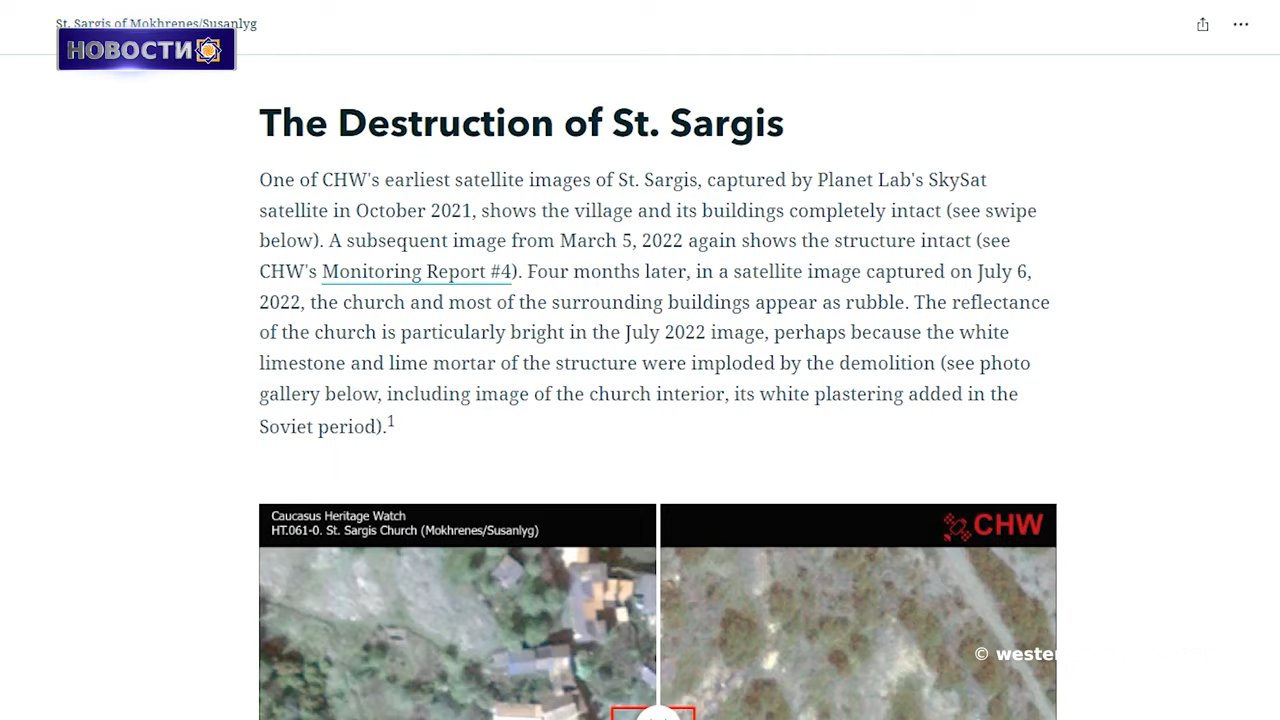 St. Sargis of Mokhrenes/Susanlyg
НОВОСТИ
The Destruction of St. Sargis
One of CHW's earliest satellite images of St. Sargis, captured by Planet Lab's SkySat
satellite in October 2021, shows the village and its buildings completely intact (see swipe
below). A subsequent image from March 5, 2022 again shows the structure intact (see
CHW's Monitoring Report #4). Four months later, in a satellite image captured on July 6,
2022, the church and most of the surrounding buildings appear as rubble. The reflectance
of the church is particularly bright in the July 2022 image, perhaps because the white
limestone and lime mortar of the structure were imploded by the demolition (see photo
gallery below, including image of the church interior, its white plastering added in the
Soviet period).1
Caucasus Heritage Watch
HT.061-0. St. Sargis Church (Mokhrenes/Susanlyg)
CHW
©